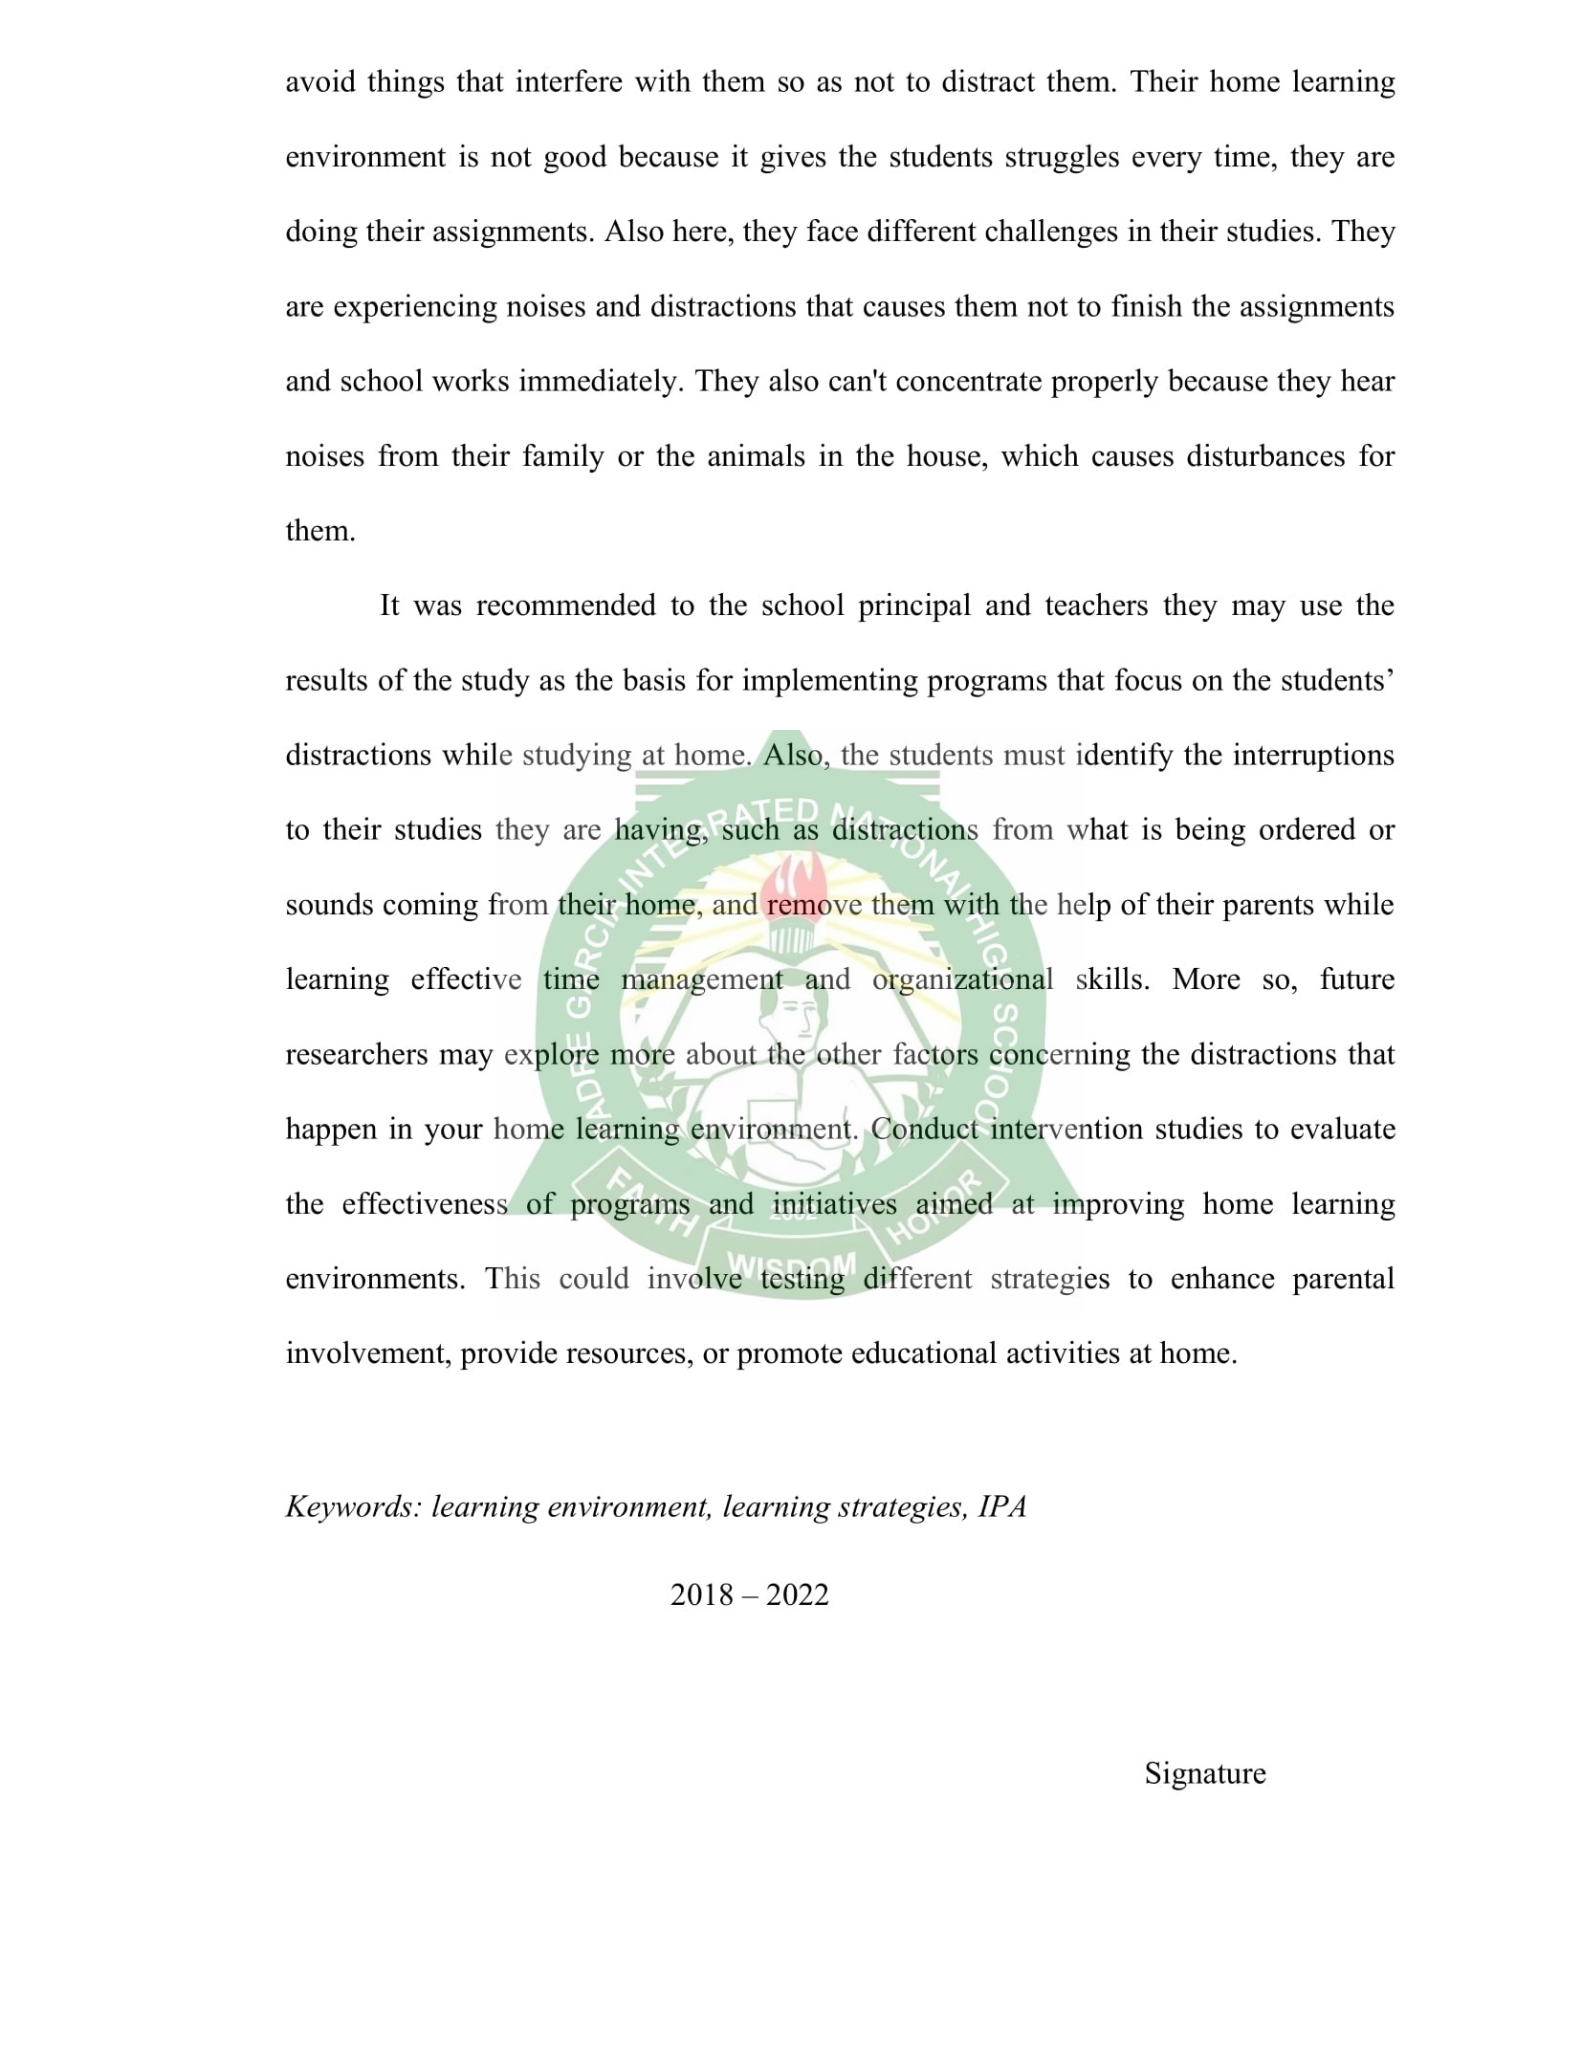 avoid things that interfere with them so as not to distract them. Their home learning
environment is not good because it gives the students struggles every time, they are
doing their assignments. Also here, they face different challenges in their studies. They
are experiencing noises and distractions that causes them not to finish the assignments
and school works immediately. They also can't concentrate properly because they hear
noises from their family or the animals in the house, which causes disturbances for
them.
It was recommended to the school principal and teachers they may use the
results of the study as the basis for implementing programs that focus on the students’
distractions while studying at home. Also, the students must identify the interruptions
to their studies they are having, such as distractions from what is being ordered or
sounds coming from their home, and remove them with the help of their parents while
learning effective time management and organizational skills. More so, future
researchers may explore more about the other factors concerning the distractions that
happen in your home learning environment. Conduct intervention studies to evaluate
the effectiveness of programs and initiatives aimed at improving home learning
environments. This could involve testing different strategies to enhance parental
involvement, provide resources, or promote educational activities at home.
Keywords: learning environment, learning strategies, IPA
2018 – 2022
Signature
GARCIA INTEGRATED NATIONAL HIGH SCHOOL
FAITH
WISDOM
HONOR